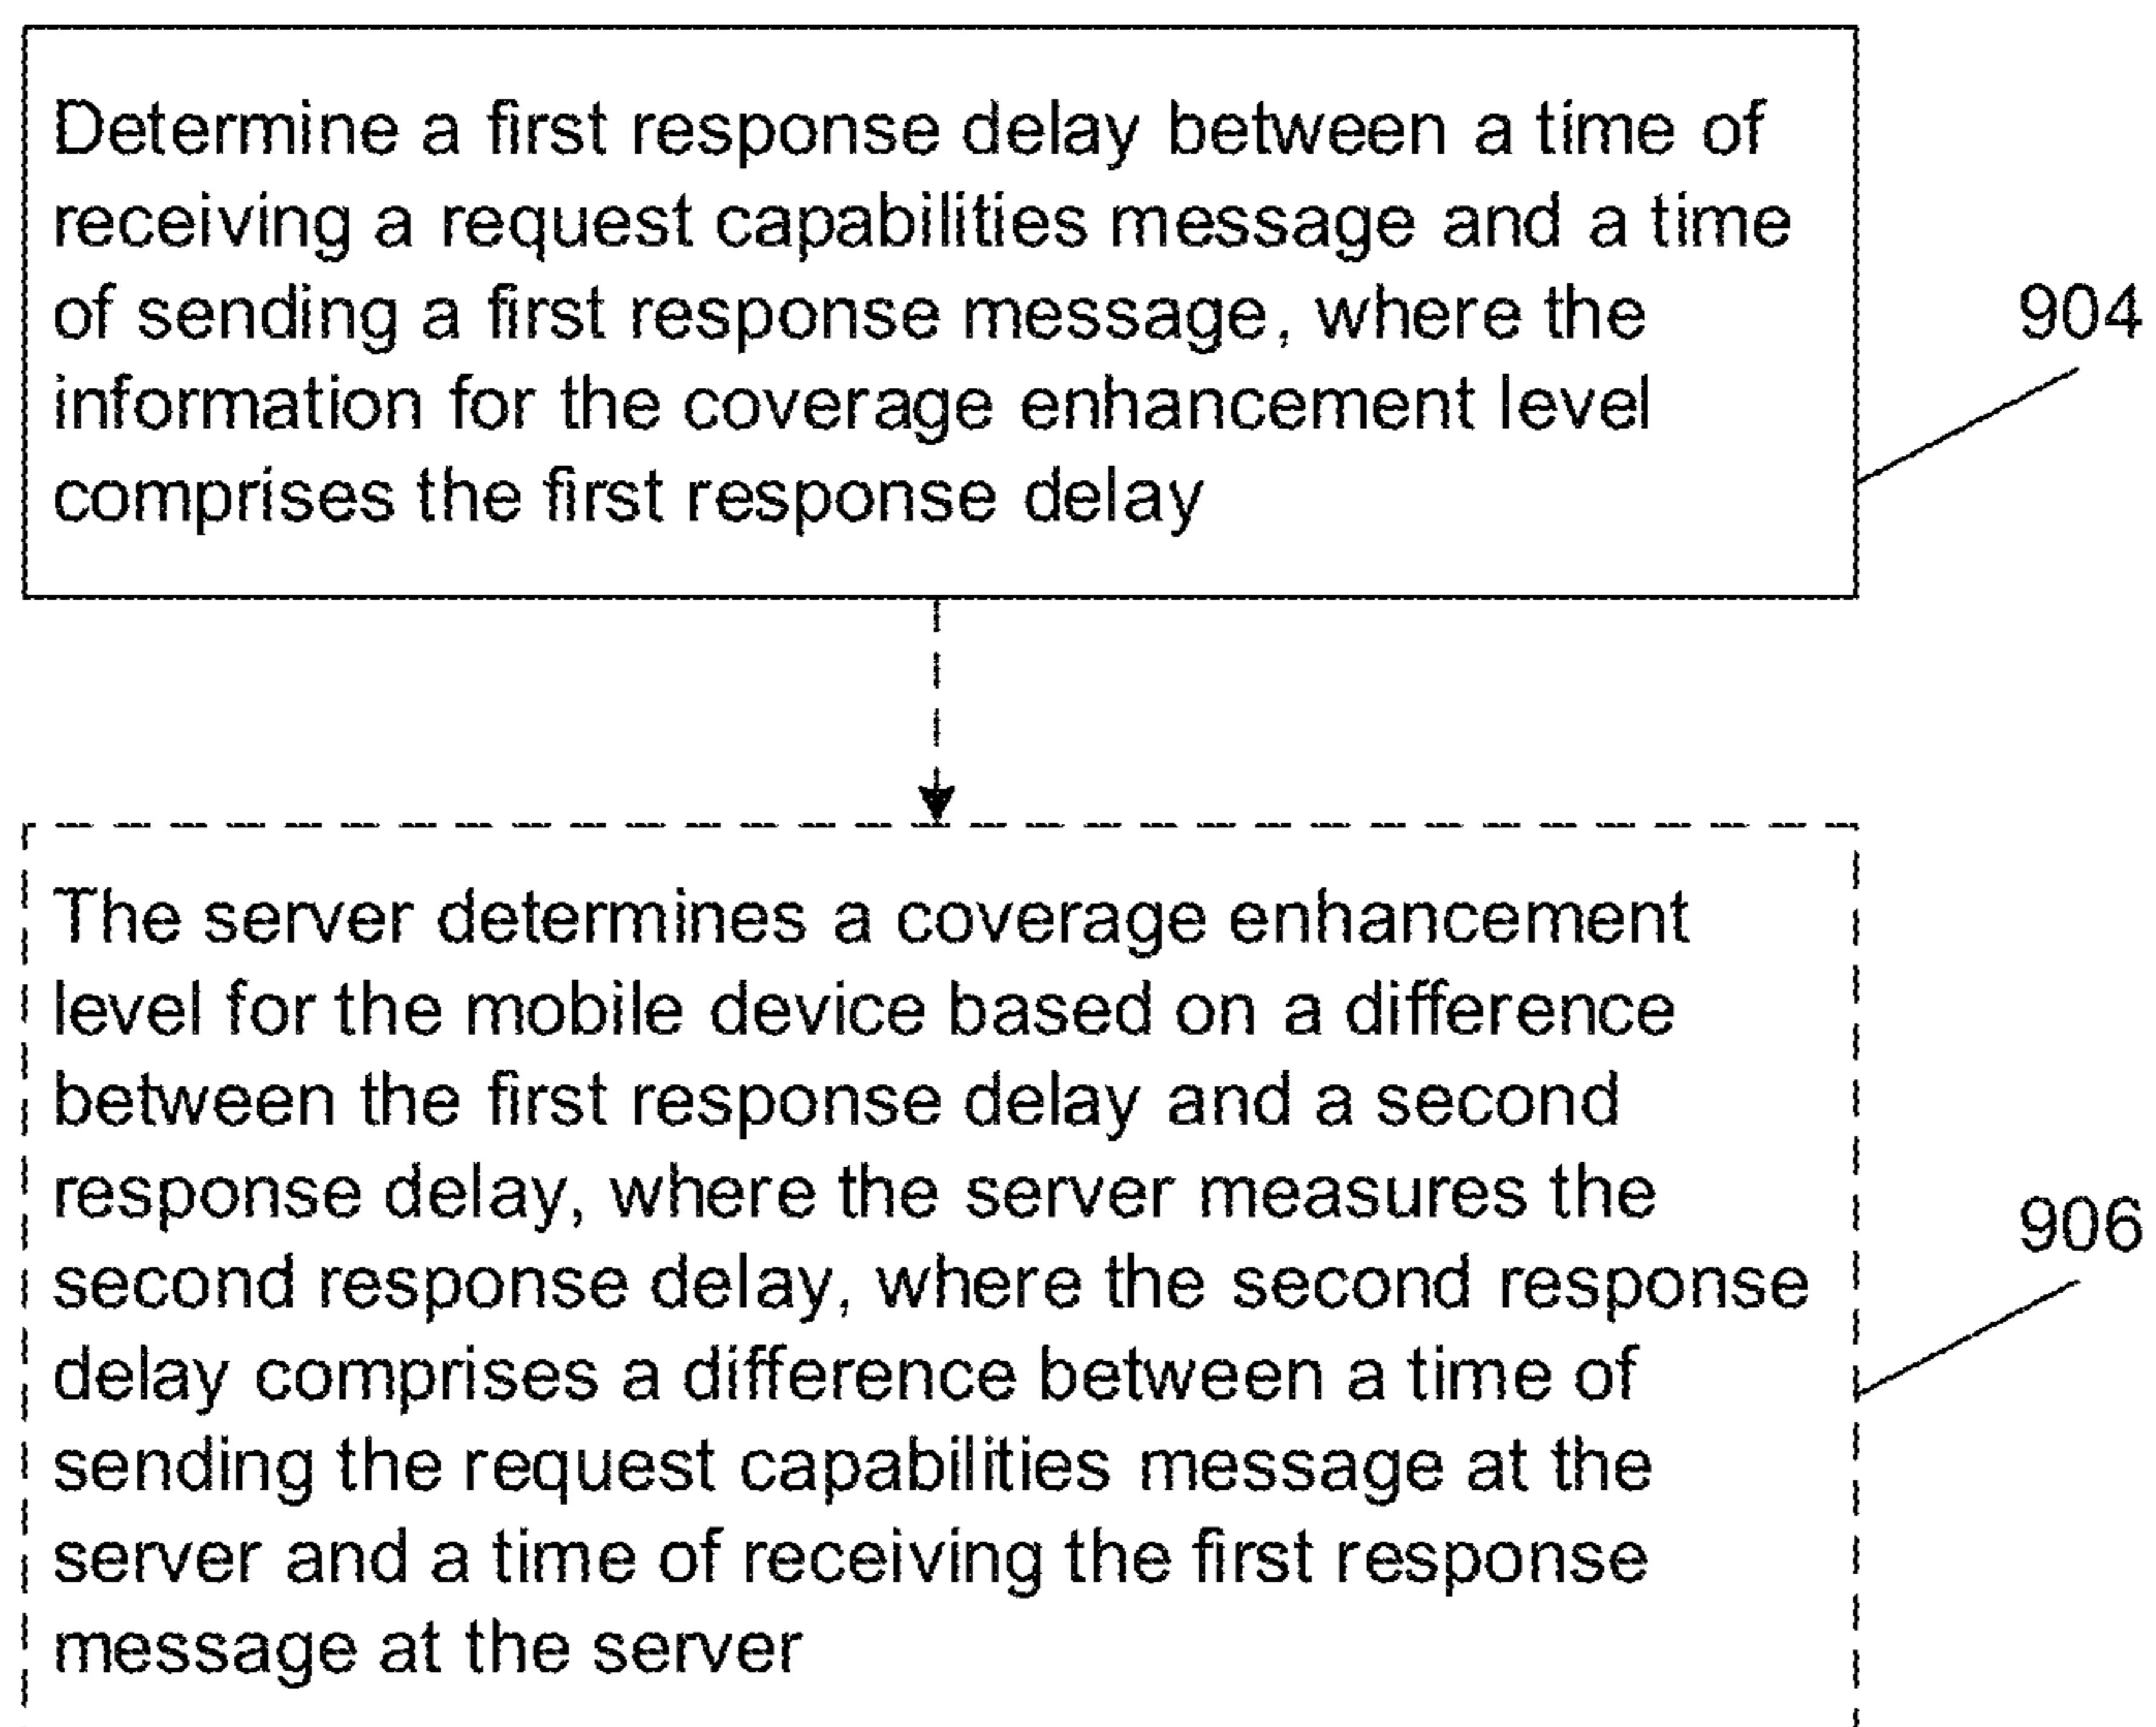 Determine a first response delay between a time of
receiving a request capabilities message and a time
of sending a first response message, where the
information for the coverage enhancement level
comprises the first response delay
904
The server determines a coverage enhancement
level for the mobile device based on a difference
between the first response delay and a second
response delay, where the server measures the
second response delay, where the second response
delay comprises a difference between a time of
sending the request capabilities message at the
server and a time of receiving the first response
message at the server
906